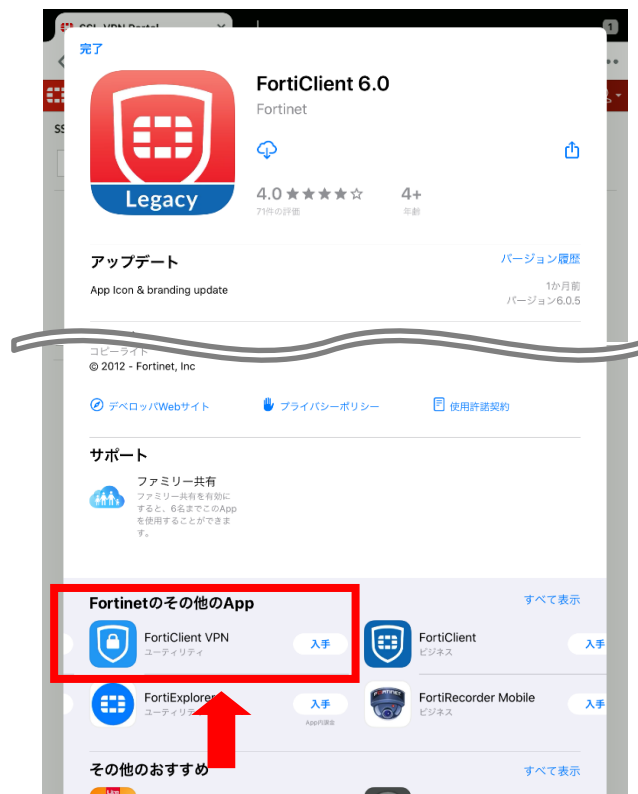 SSL VPN Portal
1
完了
FortiClient 6.0
Fortinet
Legacy
4.0 ★★★★☆
4+
71件の評価
年齢
アップデート
バージョン履歴
App Icon & branding update
1か月前
バージョン6.0.5
コピーライト
© 2012 - Fortinet, Inc
デベロッパWebサイト
プライバシーポリシー
使用許諾契約
サポート
ファミリー共有
ファミリー共有を有効に
すると、6名までこのApp
を使用することができま
す。
Fortinetのその他のApp
すべて表示
FortiClient VPN
ユーティリティ
入手
FortiClient
ビジネス
入手
FortiExplorer
入手
App内課金
FortiRecorder Mobile
ビジネス
入手
その他のおすすめ
すべて表示